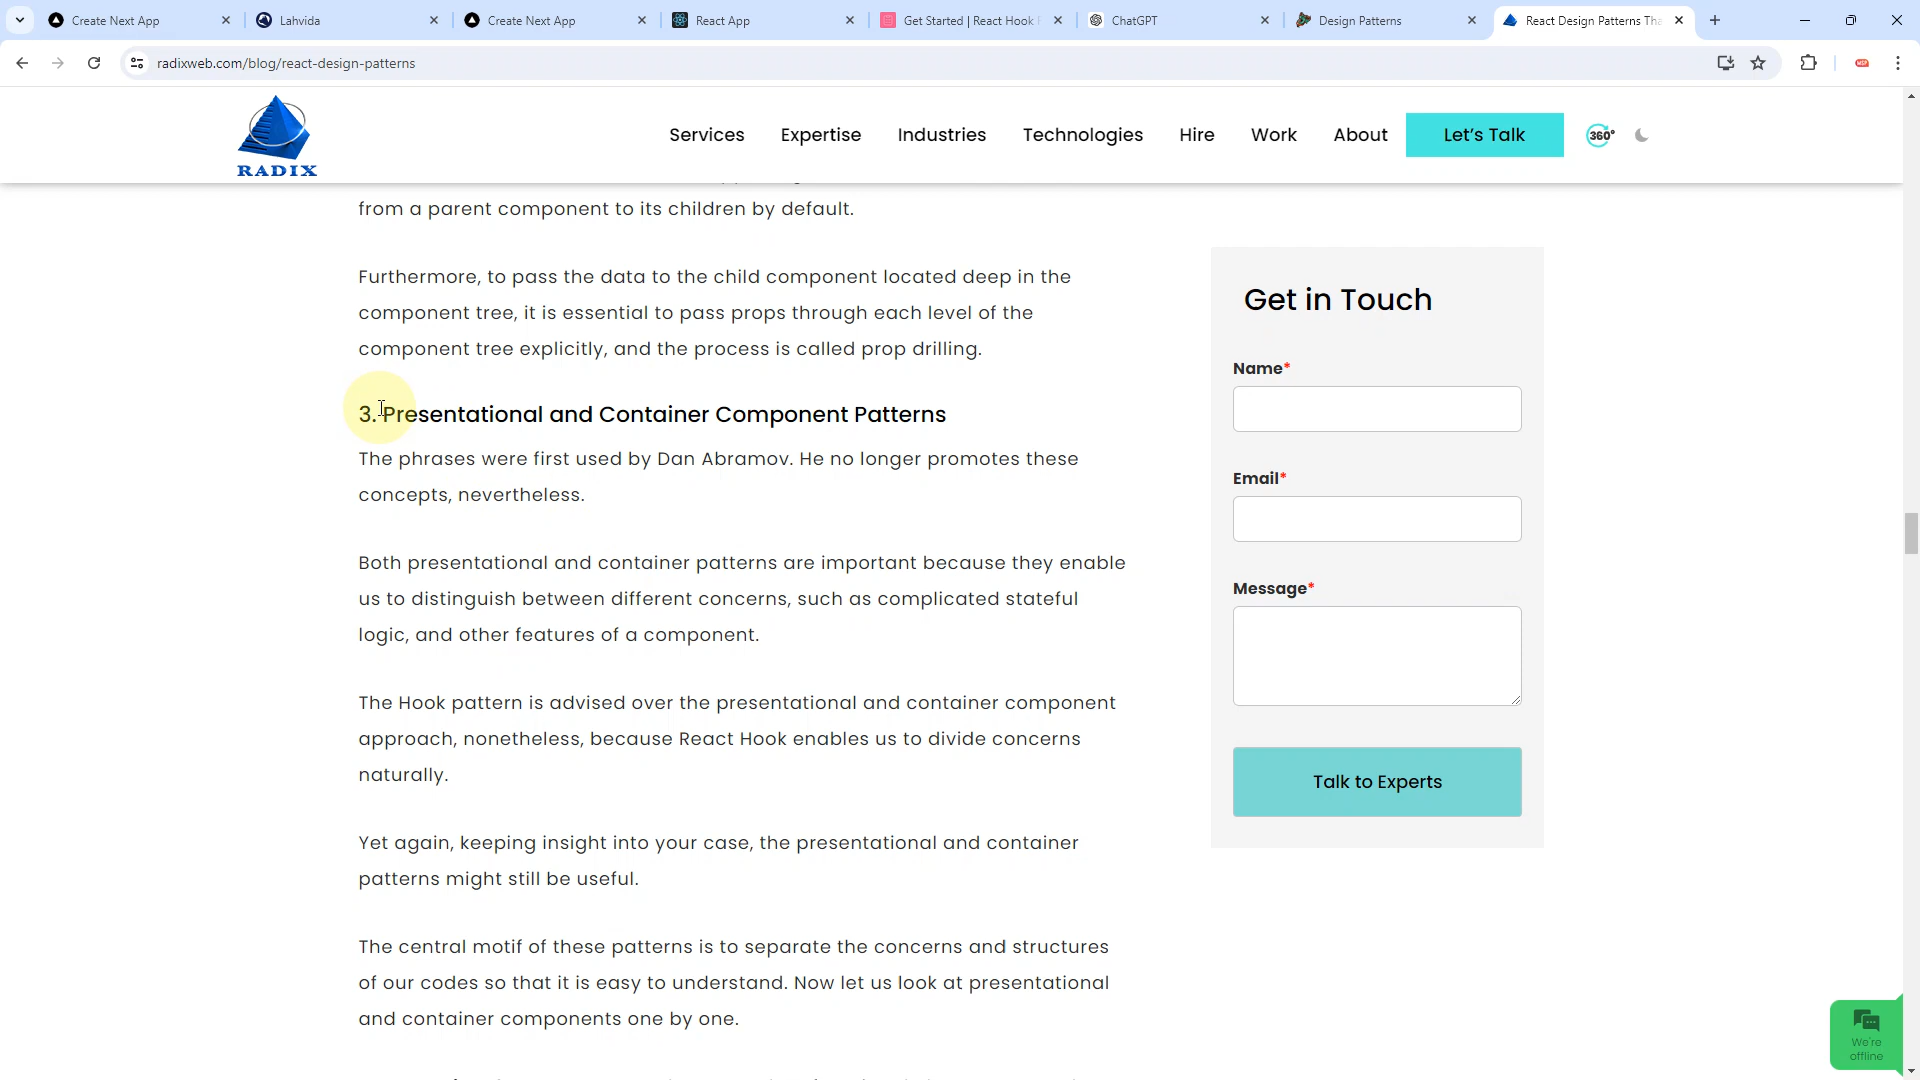 Create Next App
Lahvida
Create Next App
React App
Get Started | React Hook F
ChatGPT
Design Patterns
React Design Patterns Tha
radixweb.com/blog/react-design-patterns
RADIX
Services
Expertise
Industries
Technologies
Hire
Work
About
Let's Talk
360°
from a parent component to its children by default.
Furthermore, to pass the data to the child component located deep in the
component tree, it is essential to pass props through each level of the
component tree explicitly, and the process is called prop drilling.
3. Presentational and Container Component Patterns
The phrases were first used by Dan Abramov. He no longer promotes these
concepts, nevertheless.
Both presentational and container patterns are important because they enable
us to distinguish between different concerns, such as complicated stateful
logic, and other features of a component.
The Hook pattern is advised over the presentational and container component
approach, nonetheless, because React Hook enables us to divide concerns
naturally.
Yet again, keeping insight into your case, the presentational and container
patterns might still be useful.
The central motif of these patterns is to separate the concerns and structures
of our codes so that it is easy to understand. Now let us look at presentational
and container components one by one.
Get in Touch
Name*
Email*
Message*
Talk to Experts
We're
offline